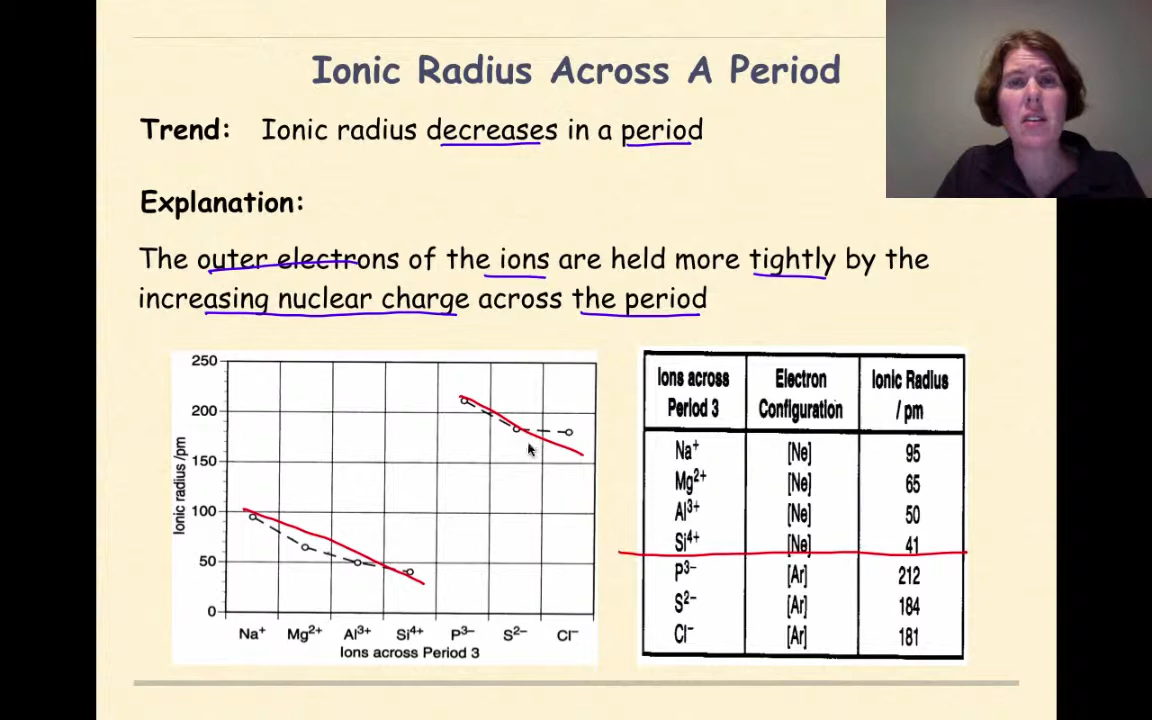 Ionic Radius Across A Period
Trend: Ionic radius decreases in a period
Explanation:
The outer electrons of the ions are held more tightly by the
increasing nuclear charge across the period
250
200
150
100
50
0
Ionic radius /pm
Na⁺ Mg²⁺ Al³⁺ Si⁴⁺ P³⁻ S²⁻ Cl⁻
Ions across Period 3
Ions across Period 3 Electron Configuration Ionic Radius / pm
Na⁺ [Ne] 95
Mg²⁺ [Ne] 65
Al³⁺ [Ne] 50
Si⁴⁺ [Ne] 41
P³⁻ [Ar] 212
S²⁻ [Ar] 184
Cl⁻ [Ar] 181